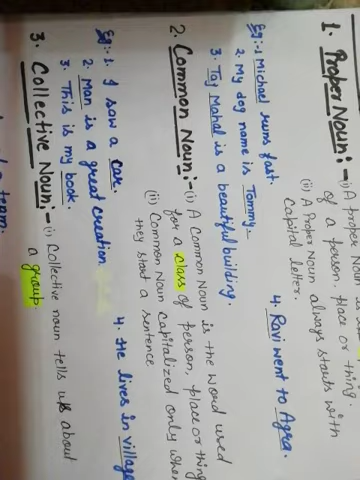 1. Proper Noun :- (i) A proper Noun is
of a person, place or thing.
(ii) A Proper Noun always starts with
Capital letter.
Eg:-1. Michael runs fast.
2. My dog name is Tommy.
3. Taj Mahal is a beautiful building.
4. Ravi went to Agra.
2. Common Noun :- (i) A Common Noun is the word used
for a class of person, place or thing
(ii) Common Noun Capitalized only when
they start a sentence
Eg:- 1. I saw a car.
2. Man is a great creation
3. This is my book.
4. He lives in village
3. Collective Noun :- (i) Collective noun tells us about
a group
team.